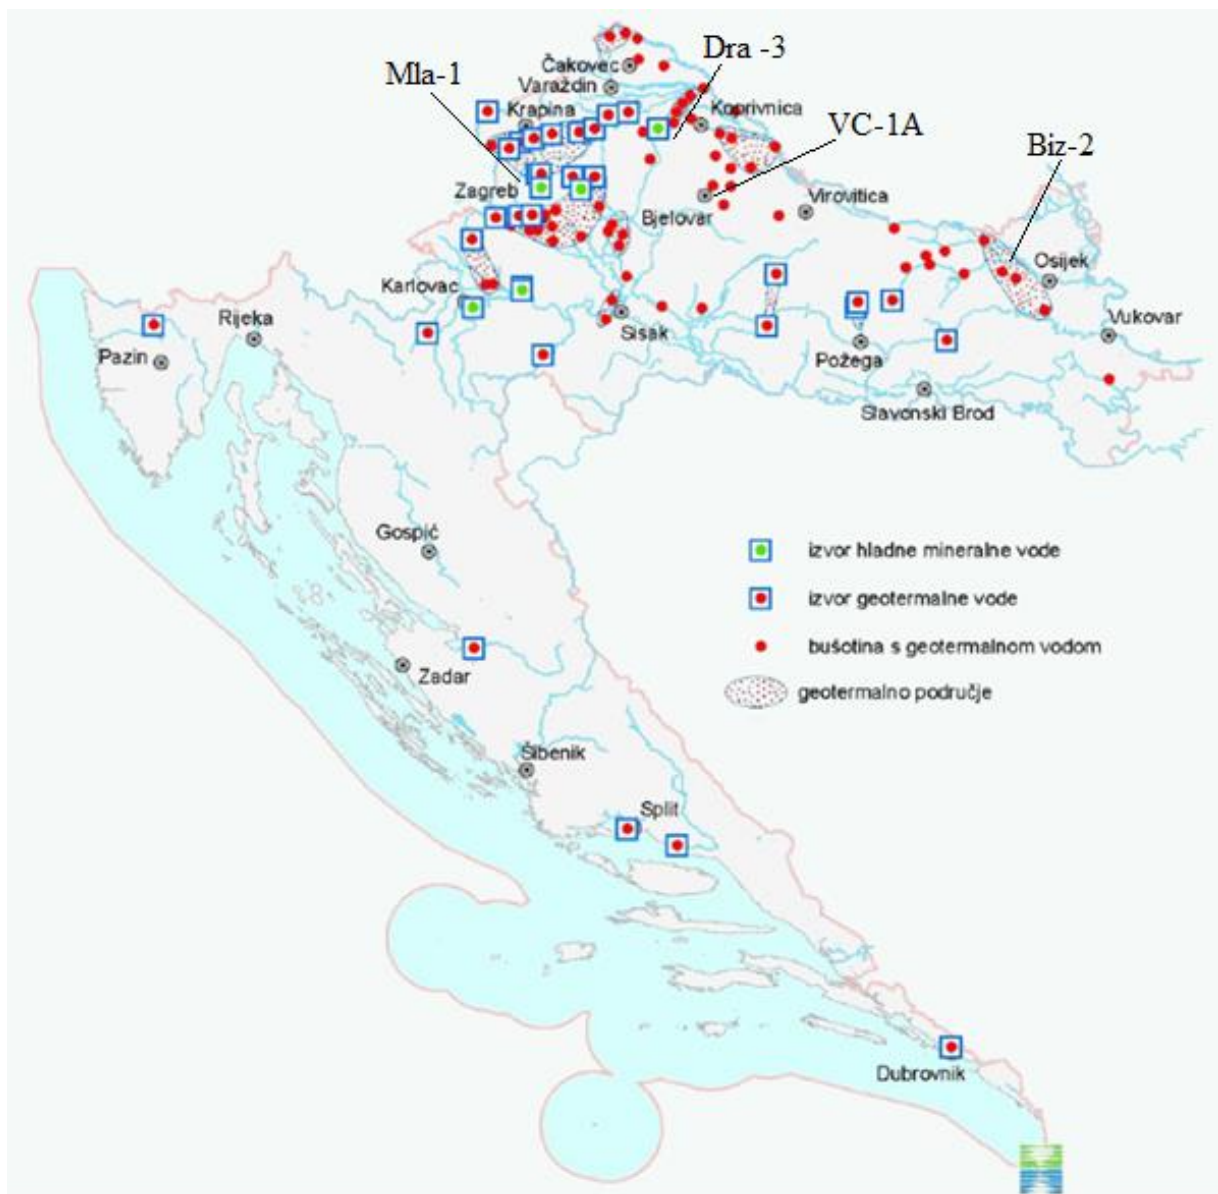 Dra -3
Čakovec
Mla-1
Varaždin
Krapina
Koprivnica
VC-1A
Biz-2
Zagreb
Virovitica
Bjelovar
Osijek
Karlovac
Rijeka
Sisak
Vukovar
Pazin
Požega
Slavonski Brod
Gospić
izvor hladne mineralne vode
izvor geotermalne vode
bušotina s geotermalnom vodom
Zadar
geotermalno područje
Šibenik
Split
Dubrovnik